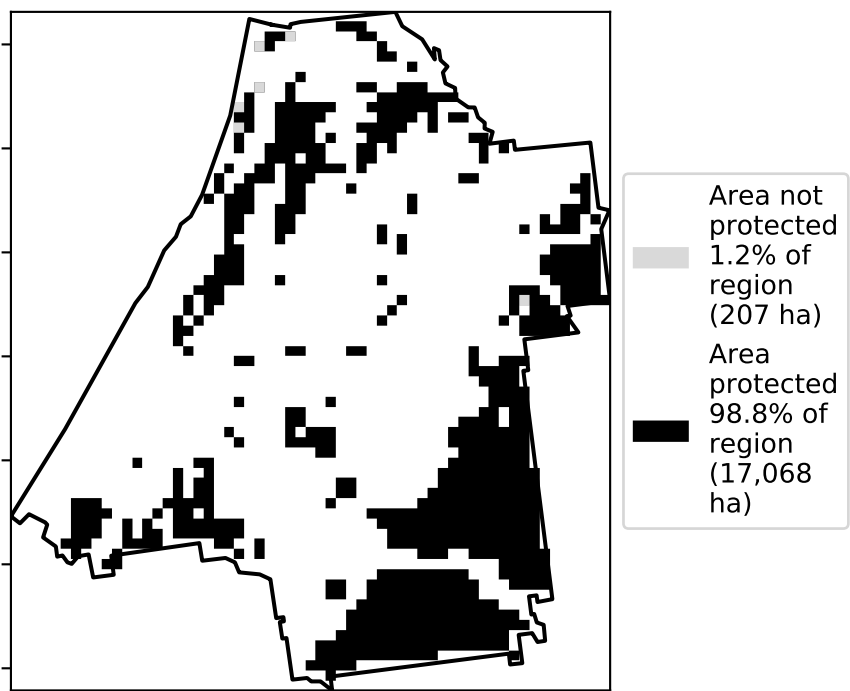 Area not
protected
1.2% of
region
(207 ha)
Area
protected
98.8% of
region
(17,068
ha)